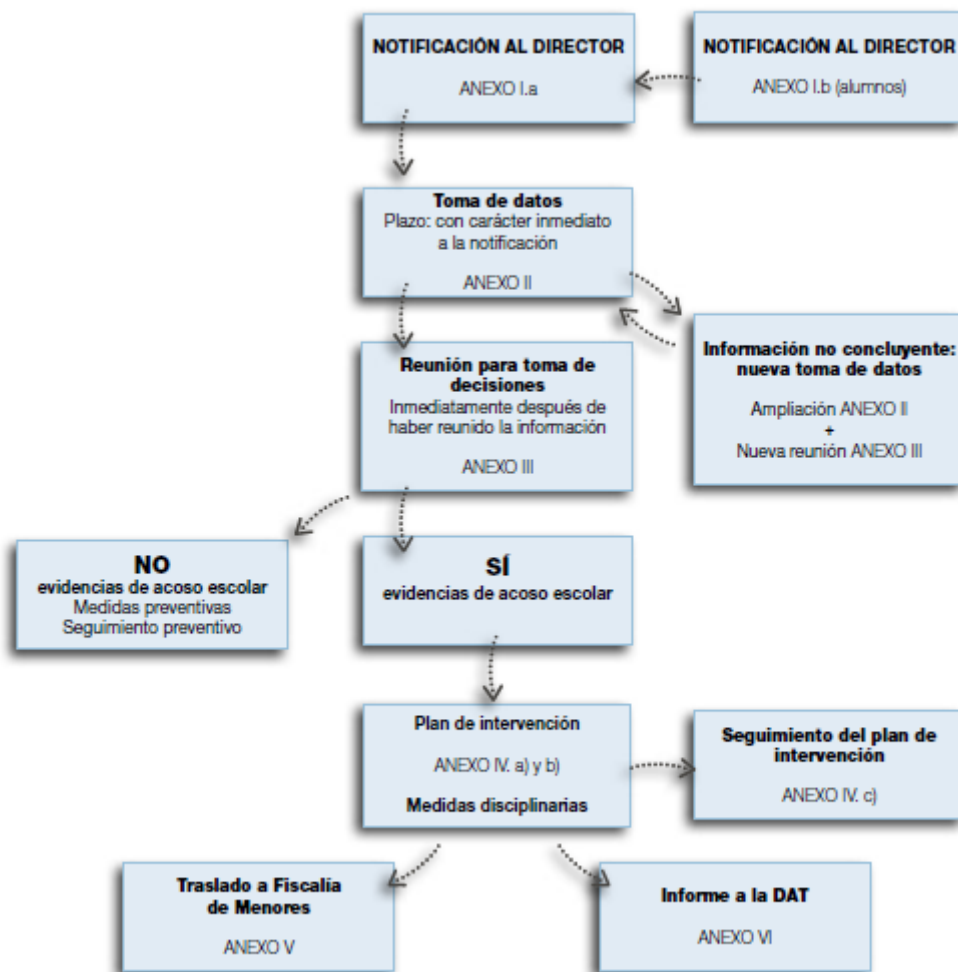 NOTIFICACIÓN AL DIRECTOR
ANEXO I.a
NOTIFICACIÓN AL DIRECTOR
ANEXO I.b (alumnos)
Toma de datos
Plazo: con carácter inmediato
a la notificación
ANEXO II
Información no concluyente:
nueva toma de datos
Ampliación ANEXO II
+
Nueva reunión ANEXO III
Reunión para toma de
decisiones
Inmediatamente después de
haber reunido la información
ANEXO III
NO
evidencias de acoso escolar
Medidas preventivas
Seguimiento preventivo
SÍ
evidencias de acoso escolar
Plan de intervención
ANEXO IV. a) y b)
Medidas disciplinarias
Seguimiento del plan de
intervención
ANEXO IV. c)
Traslado a Fiscalía
de Menores
ANEXO V
Informe a la DAT
ANEXO VI